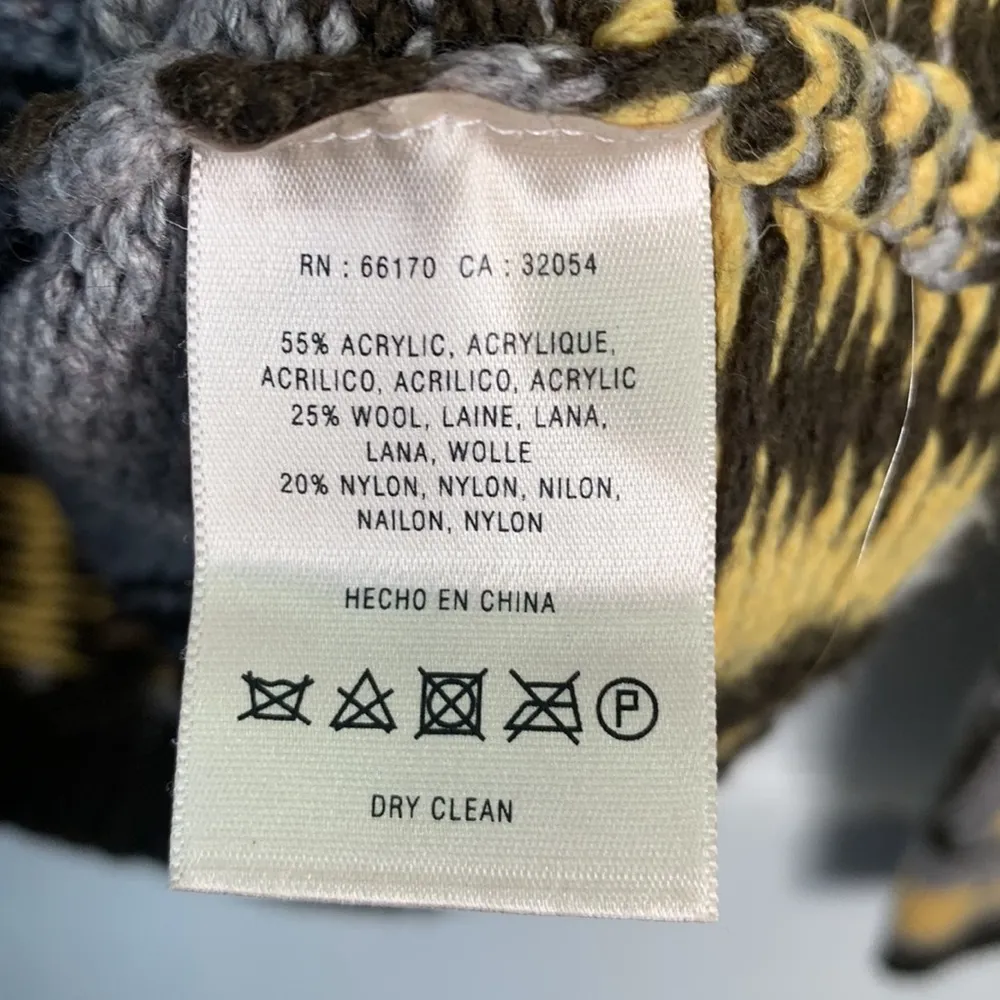 RN : 66170 CA : 32054
55% ACRYLIC, ACRYLIQUE,
ACRILICO, ACRILICO, ACRYLIC
25% WOOL, LAINE, LANA,
LANA, WOLLE
20% NYLON, NYLON, NILON,
NAILON, NYLON
HECHO EN CHINA
P
DRY CLEAN